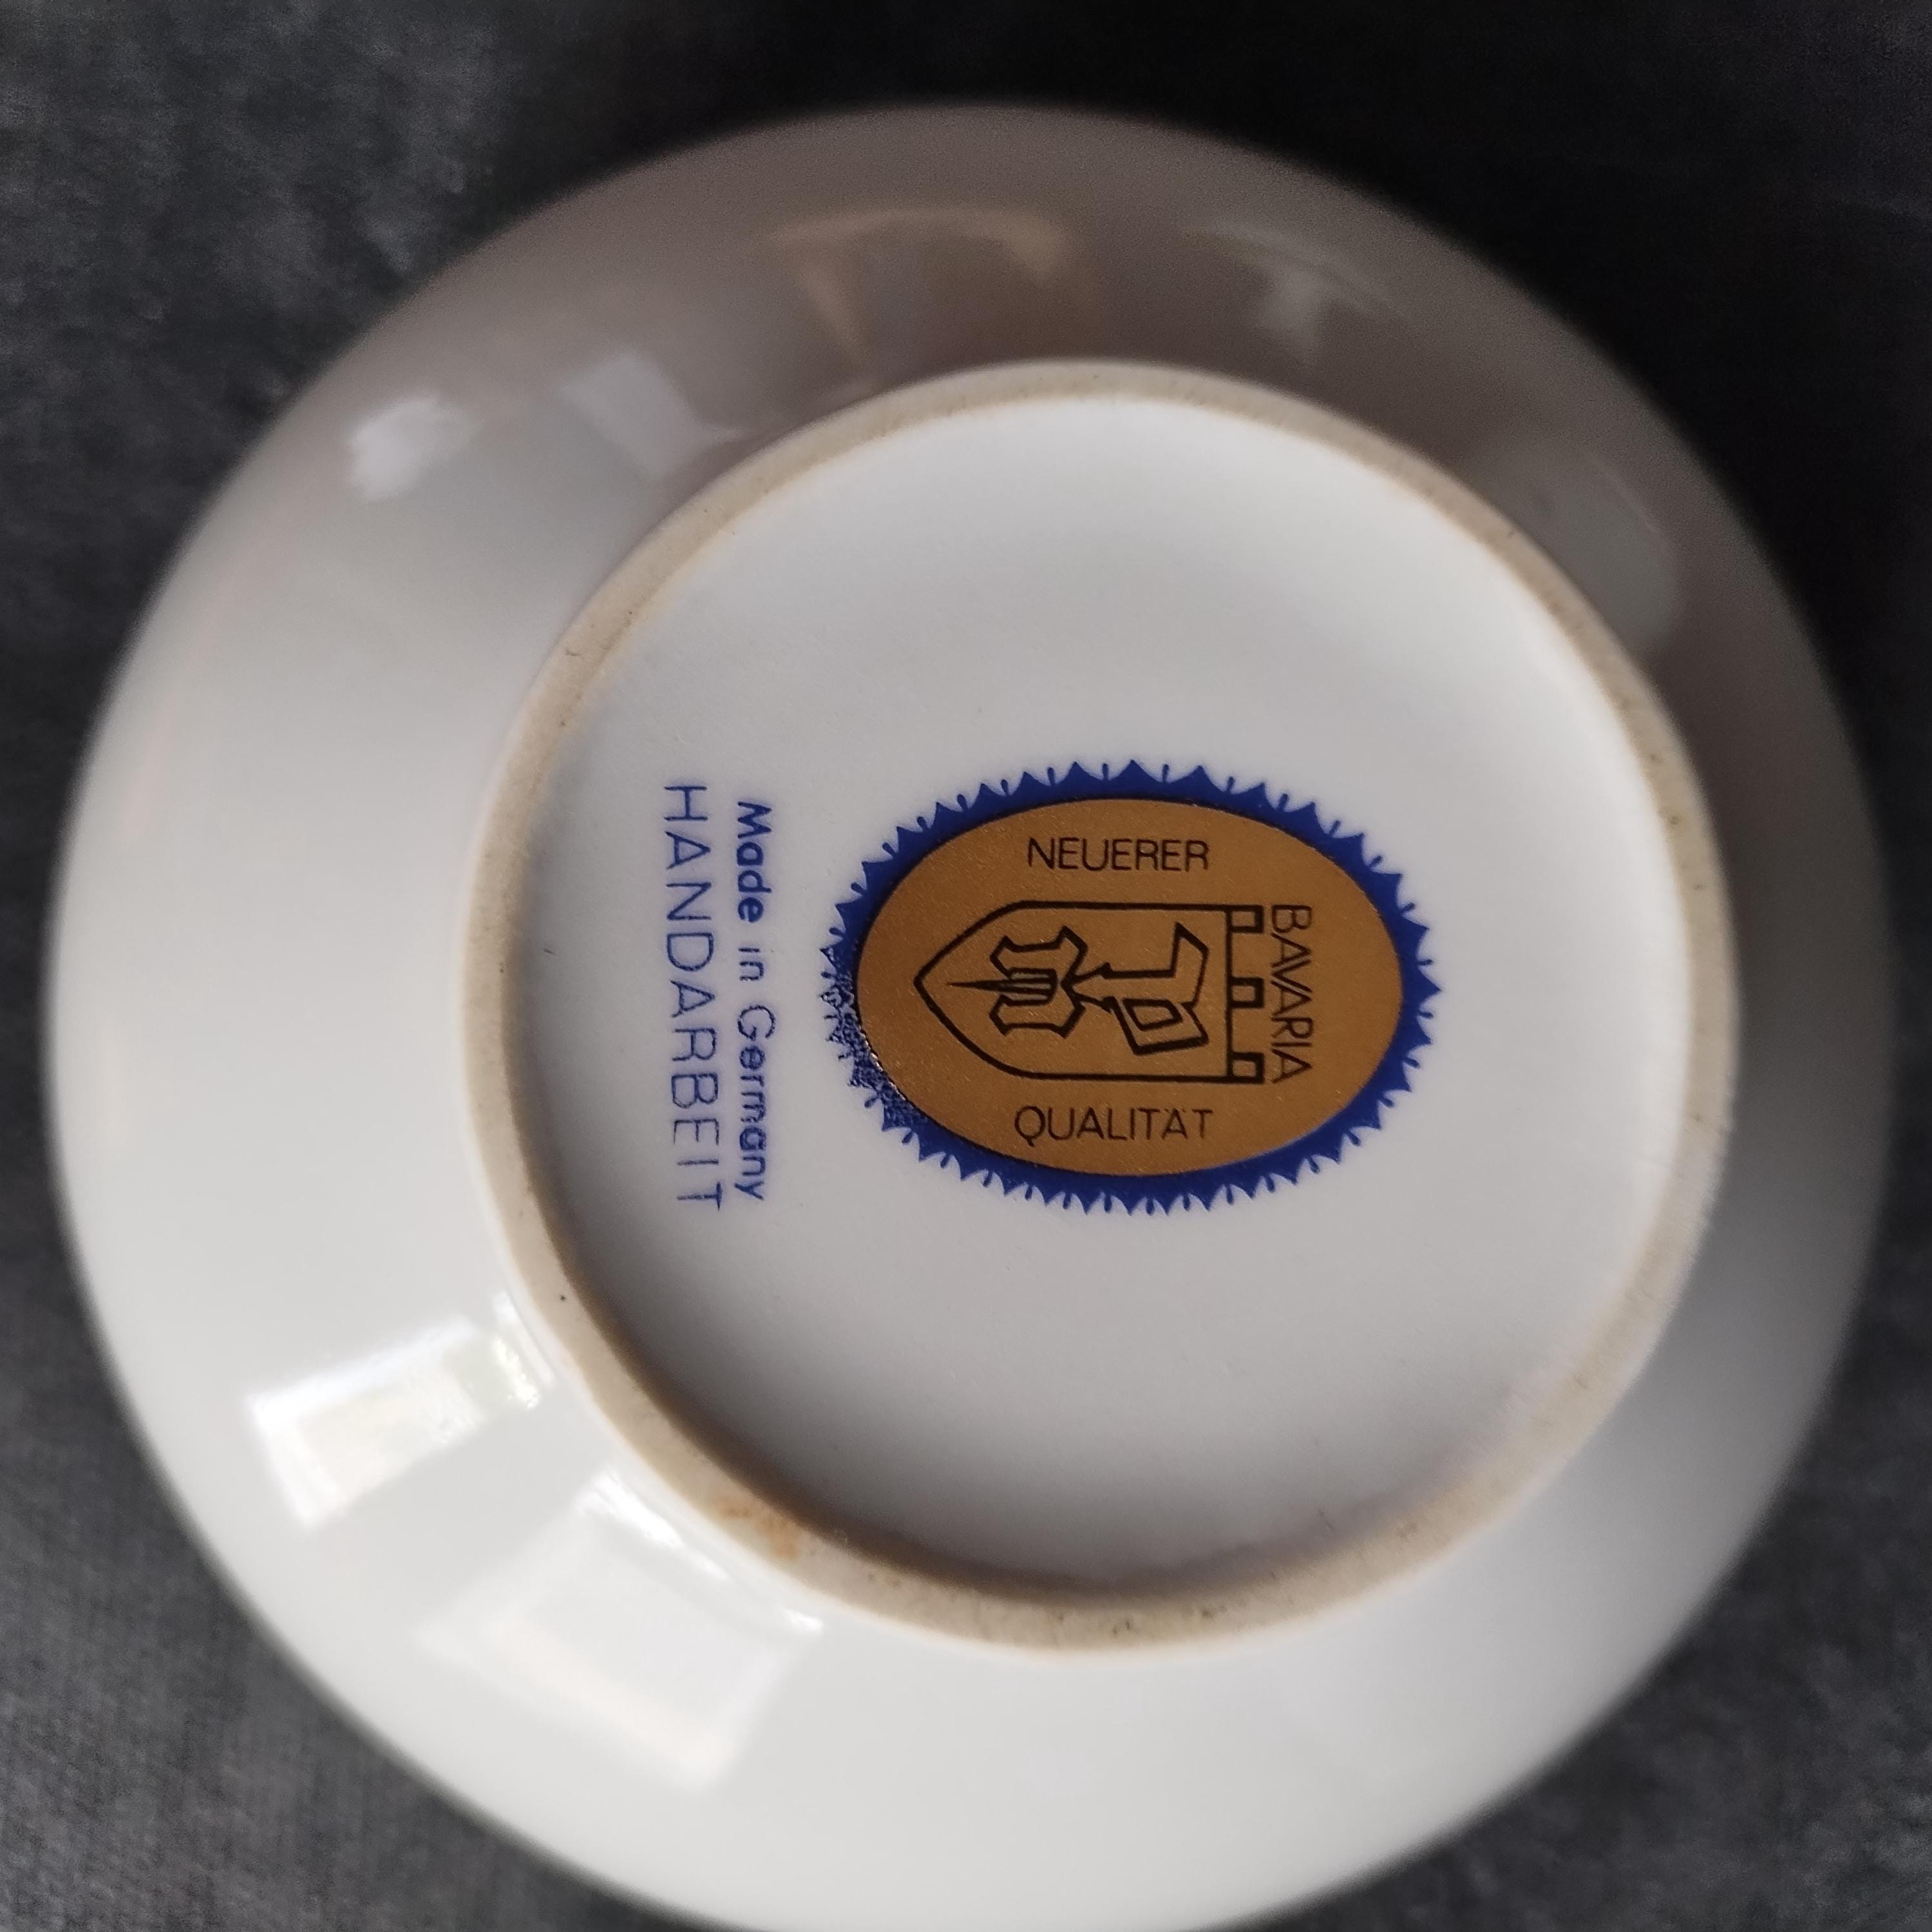 BAVARIA
NEUERER
QUALITÄT
Made in Germany
HANDARBEIT